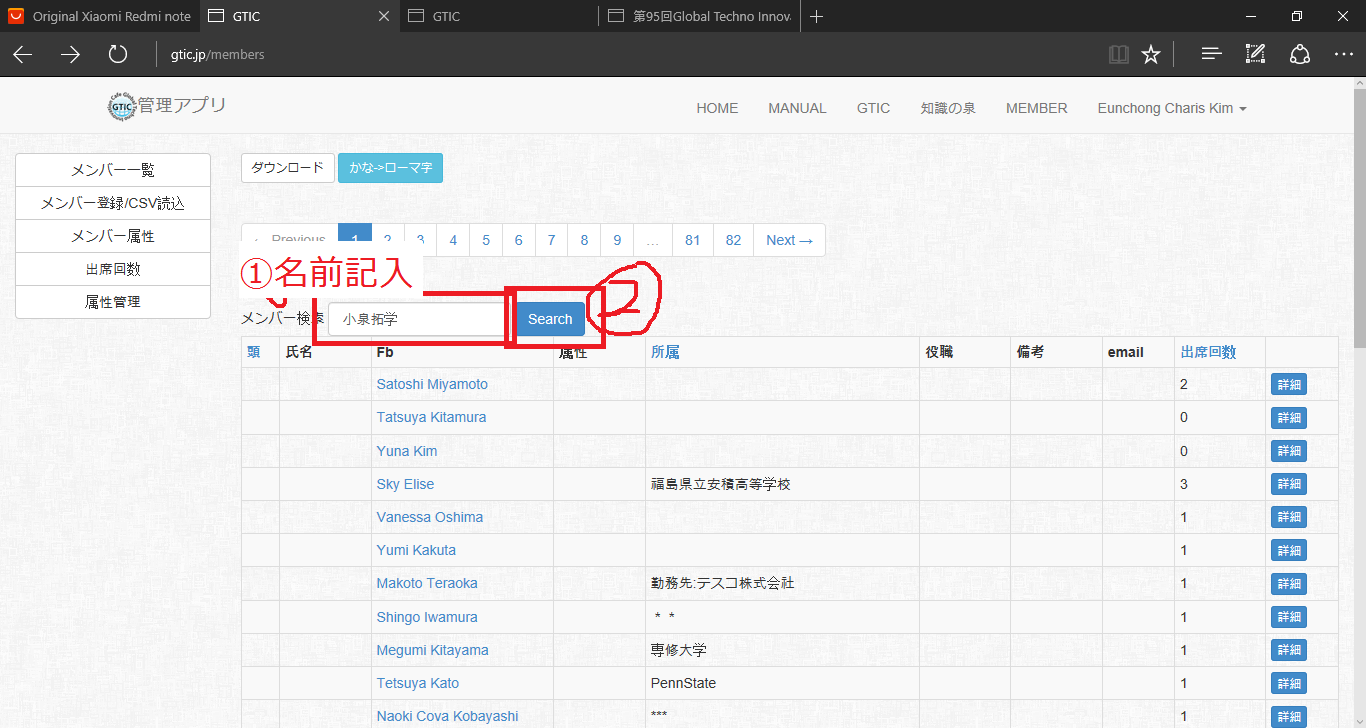 Original Xiaomi Redmi note
GTIC
GTIC
第95回Global Techno Innov
gtic.jp/members
GTIC
管理アプリ
HOME
MANUAL
GTIC
知識の泉
MEMBER
Eunchong Charis Kim
メンバー一覧
メンバー登録/CSV読込
メンバー属性
出席回数
属性管理
ダウンロード
かな->ローマ字
← Previous 1 2 3 4 5 6 7 8 9 … 81 82 Next →
①名前記入
②
メンバー検索 小泉拓学 Search
頭 氏名 Fb 属性 所属 役職 備考 email 出席回数
Satoshi Miyamoto 2 詳細
Tatsuya Kitamura 0 詳細
Yuna Kim 0 詳細
Sky Elise 福島県立安積高等学校 3 詳細
Vanessa Oshima 1 詳細
Yumi Kakuta 1 詳細
Makoto Teraoka 勤務先:テスコ株式会社 1 詳細
Shingo Iwamura * * 1 詳細
Megumi Kitayama 専修大学 1 詳細
Tetsuya Kato PennState 1 詳細
Naoki Cova Kobayashi *** 1 詳細